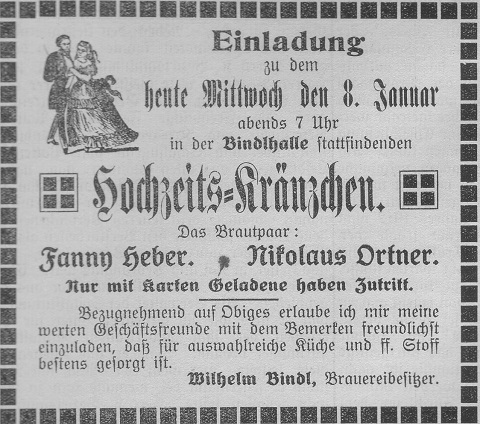 Einladung
zu dem
heute Mittwoch den 8. Januar
abends 7 Uhr
in der Bindlhalle stattfindenden
Hochzeits=Kränzchen.
Das Brautpaar:
Fanny Heber. Nikolaus Ortner.
Nur mit Karten Geladene haben Zutritt.
Bezugnehmend auf Obiges erlaube ich mir meine
werten Geschäftsfreunde mit dem Bemerken freundlichst
einzuladen, daß für auswahlreiche Küche und ff. Stoff
bestens gesorgt ist.
Wilhelm Bindl, Brauereibesitzer.